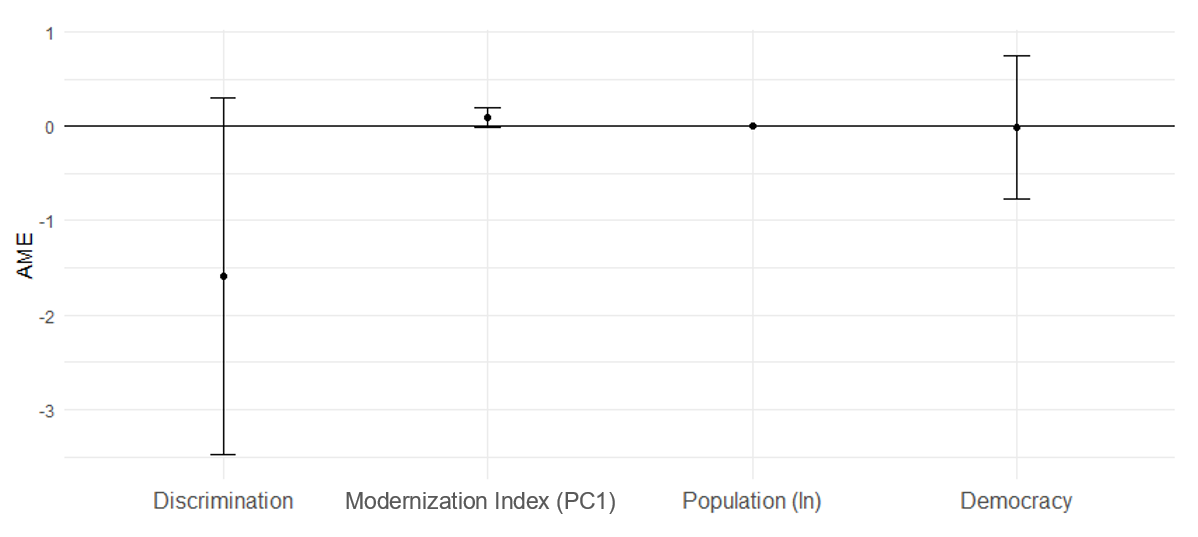 1
0
-1
-2
-3
AME
Discrimination
Modernization Index (PC1)
Population (ln)
Democracy